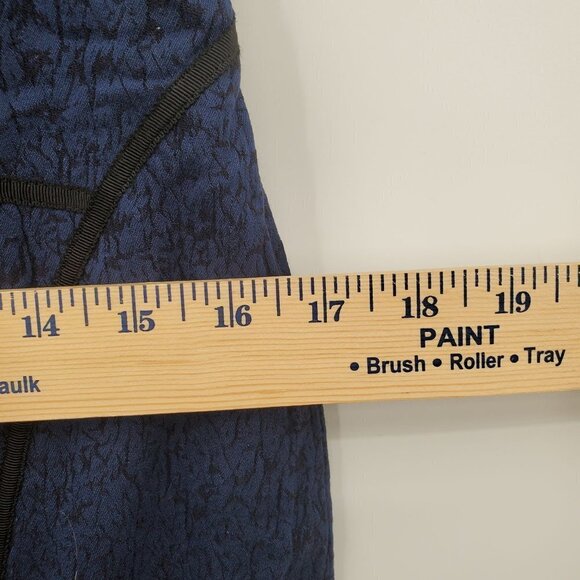 14 15 16 17 18 19
PAINT
• Brush • Roller • Tray
aulk